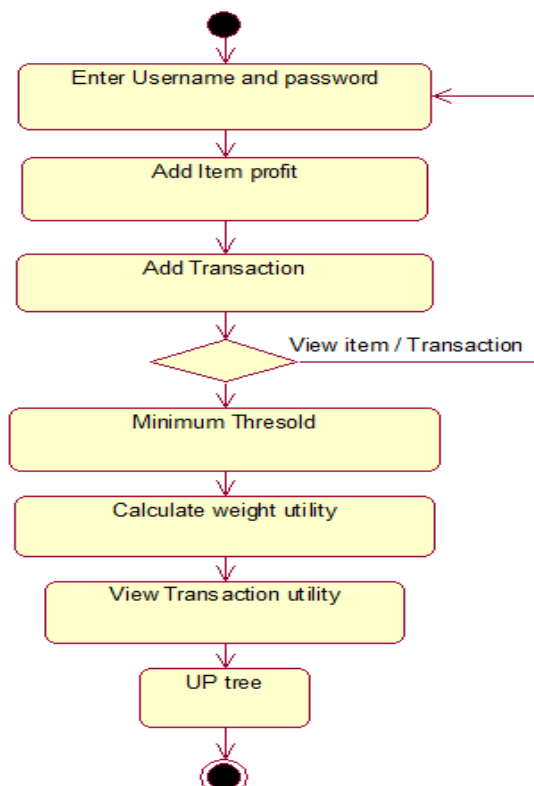 Enter Username and password
Add Item profit
Add Transaction
View item / Transaction
Minimum Thresold
Calculate weight utility
View Transaction utility
UP tree